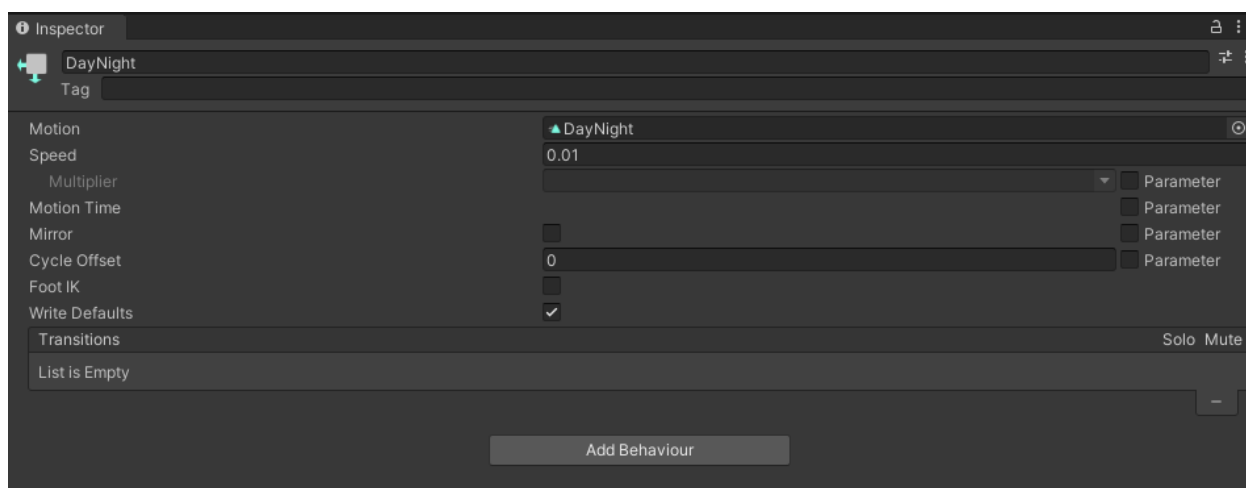 Inspector
DayNight
Tag
Motion DayNight
Speed 0.01
Multiplier Parameter
Motion Time Parameter
Mirror Parameter
Cycle Offset 0 Parameter
Foot IK
Write Defaults
Transitions Solo Mute
List is Empty
Add Behaviour